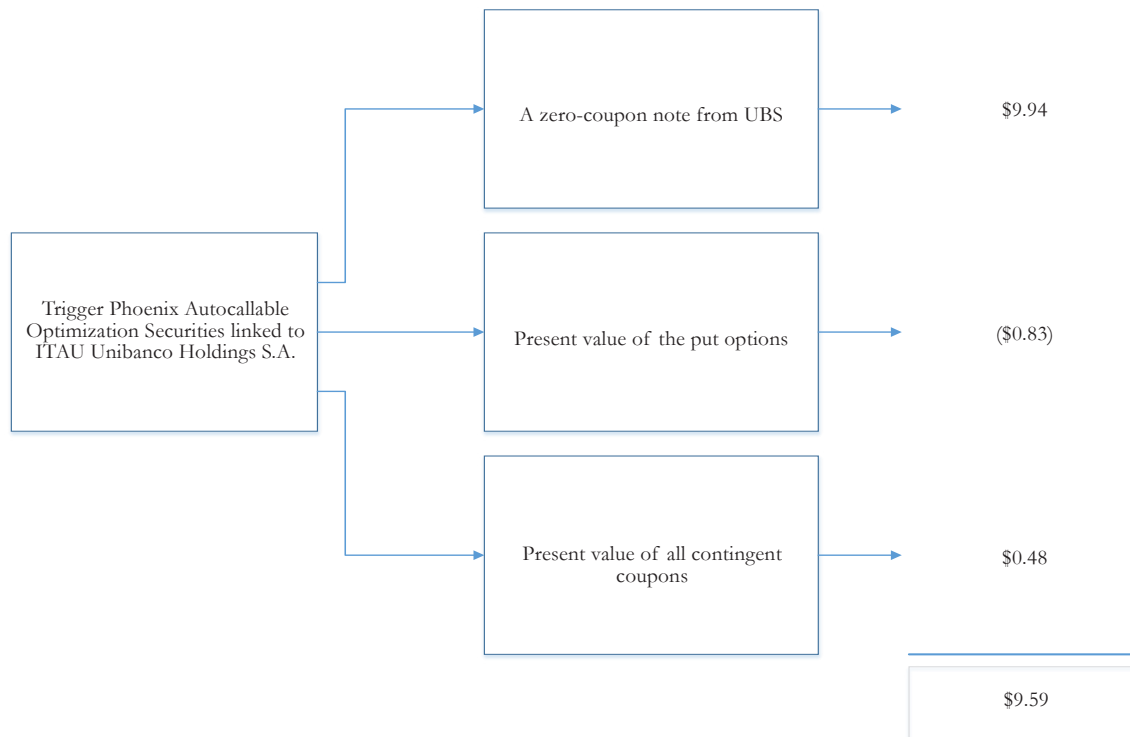 A zero-coupon note from UBS
$9.94
Trigger Phoenix Autocallable
Optimization Securities linked to
ITAU Unibanco Holdings S.A.
Present value of the put options
($0.83)
Present value of all contingent
coupons
$0.48
$9.59